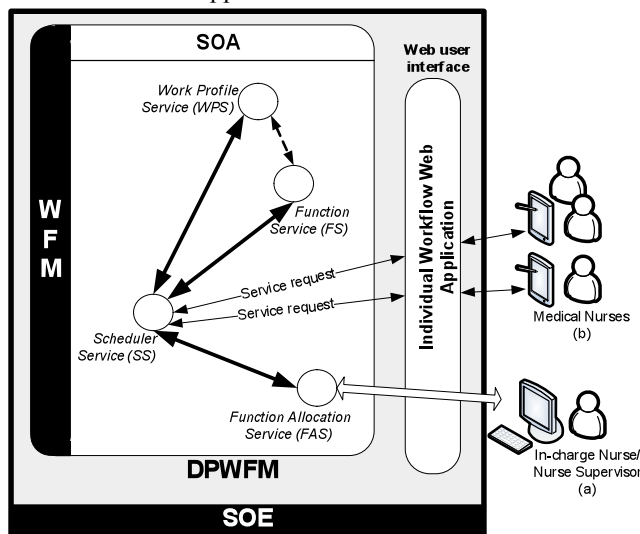 SOA
Web user
interface
Work Profile
Service (WPS)
Function
Service (FS)
WFM
Individual Workflow Web
Application
Service request
Service request
Scheduler
Service (SS)
Function Allocation
Service (FAS)
Medical Nurses
(b)
In-charge Nurse/
Nurse Supervisor
(a)
DPWFM
SOE